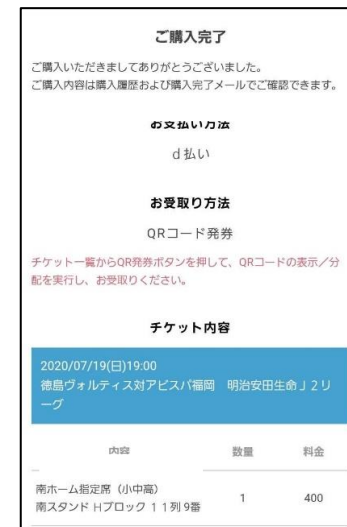 ご購入完了
ご購入いただきましてありがとうございました。
ご購入内容は購入履歴および購入完了メールでご確認できます。
お支払い方法
d払い
お受取り方法
QRコード発券
チケット一覧からQR発券ボタンを押して、QRコードの表示／分
配を実行し、お受取りください。
チケット内容
2020/07/19(日)19:00
徳島ヴォルティス対アビスパ福岡　明治安田生命Ｊ２リ
ーグ
内容 数量 料金
南ホーム指定席（小中高）
南スタンド Hブロック １１列 9番 1 400